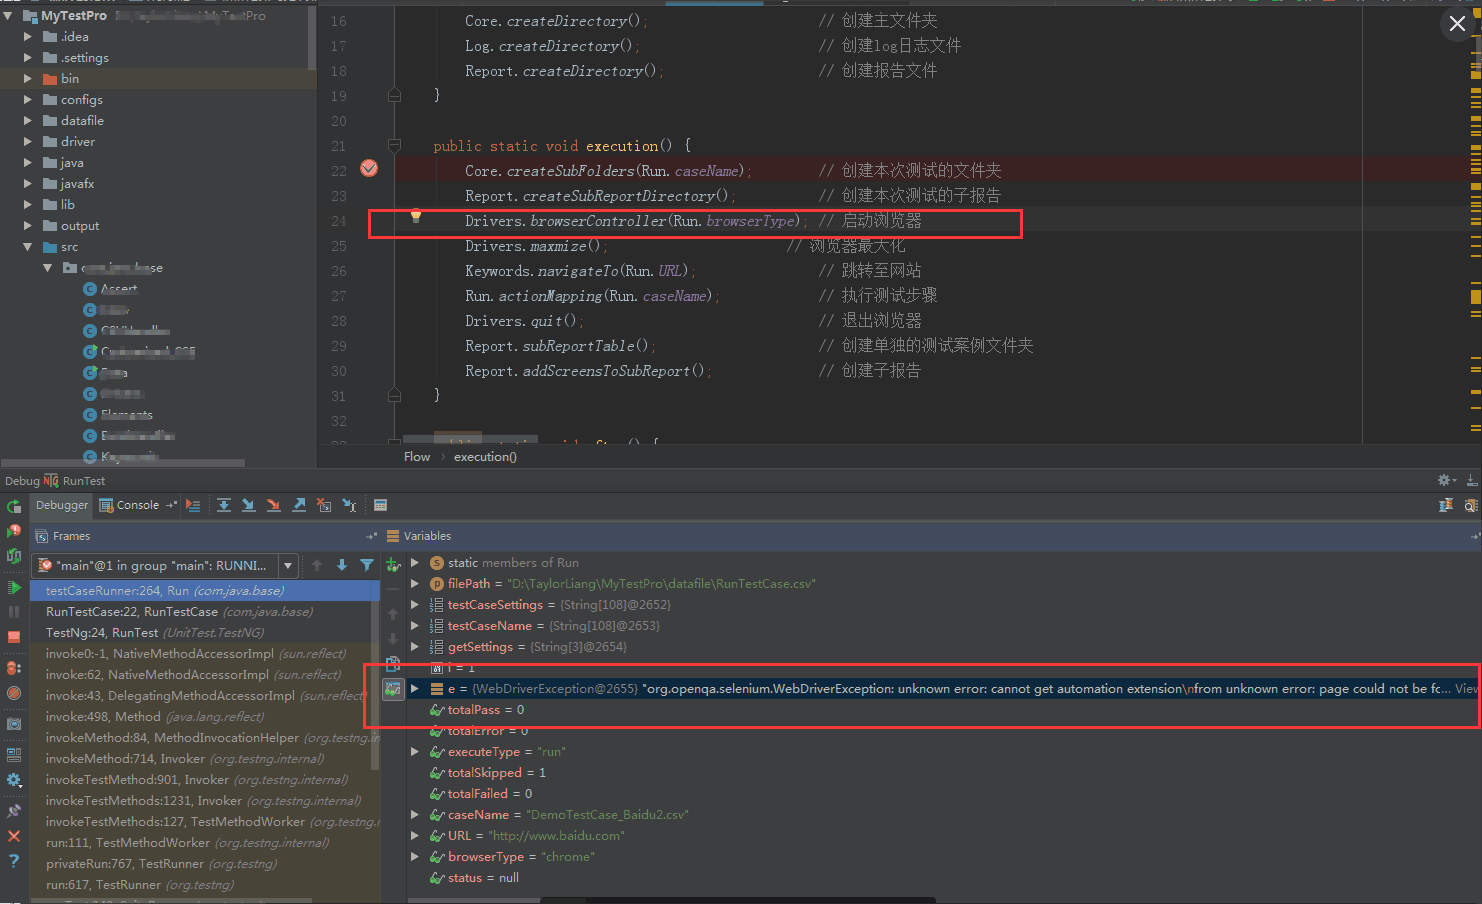 MyTestPro
.idea
.settings
bin
configs
datafile
driver
java
javafx
lib
output
src
Assert
Elements
16 Core.createDirectory(); // 创建主文件夹
17 Log.createDirectory(); // 创建log日志文件
18 Report.createDirectory(); // 创建报告文件
19 }
20
21 public static void execution() {
22 Core.createSubFolders(Run.caseName); // 创建本次测试的文件夹
23 Report.createSubReportDirectory(); // 创建本次测试的子报告
24 Drivers.browserController(Run.browserType); // 启动浏览器
25 Drivers.maxmize(); // 浏览器最大化
26 Keywords.navigateTo(Run.URL); // 跳转至网站
27 Run.actionMapping(Run.caseName); // 执行测试步骤
28 Drivers.quit(); // 退出浏览器
29 Report.subReportTable(); // 创建单独的测试案例文件夹
30 Report.addScreensToSubReport(); // 创建子报告
31 }
32
Flow › execution()
Debug RunTest
Debugger Console
Frames
"main"@1 in group "main": RUNNI...
testCaseRunner:264, Run (com.java.base)
RunTestCase:22, RunTestCase (com.java.base)
TestNg:24, RunTest (UnitTest.TestNG)
invoke0:-1, NativeMethodAccessorImpl (sun.reflect)
invoke:62, NativeMethodAccessorImpl (sun.reflect)
invoke:43, DelegatingMethodAccessorImpl (sun.reflect)
invoke:498, Method (java.lang.reflect)
invokeMethod:84, MethodInvocationHelper (org.testng.in
invokeMethod:714, Invoker (org.testng.internal)
invokeTestMethod:901, Invoker (org.testng.internal)
invokeTestMethods:1231, Invoker (org.testng.internal)
invokeTestMethods:127, TestMethodWorker (org.testng.i
run:111, TestMethodWorker (org.testng.internal)
privateRun:767, TestRunner (org.testng)
run:617, TestRunner (org.testng)
Variables
static members of Run
filePath = "D:\TaylorLiang\MyTestPro\datafile\RunTestCase.csv"
testCaseSettings = {String[108]@2652}
testCaseName = {String[108]@2653}
getSettings = {String[3]@2654}
i = 1
e = {WebDriverException@2655} "org.openqa.selenium.WebDriverException: unknown error: cannot get automation extension\nfrom unknown error: page could not be fc... View
totalPass = 0
totalError = 0
executeType = "run"
totalSkipped = 1
totalFailed = 0
caseName = "DemoTestCase_Baidu2.csv"
URL = "http://www.baidu.com"
browserType = "chrome"
status = null